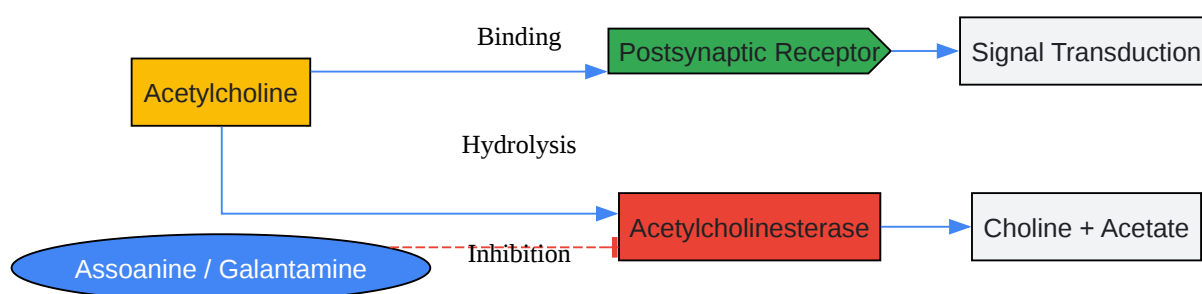 Binding
Postsynaptic Receptor
Signal Transduction
Acetylcholine
Hydrolysis
Acetylcholinesterase
Choline + Acetate
Inhibition
Assoanine / Galantamine